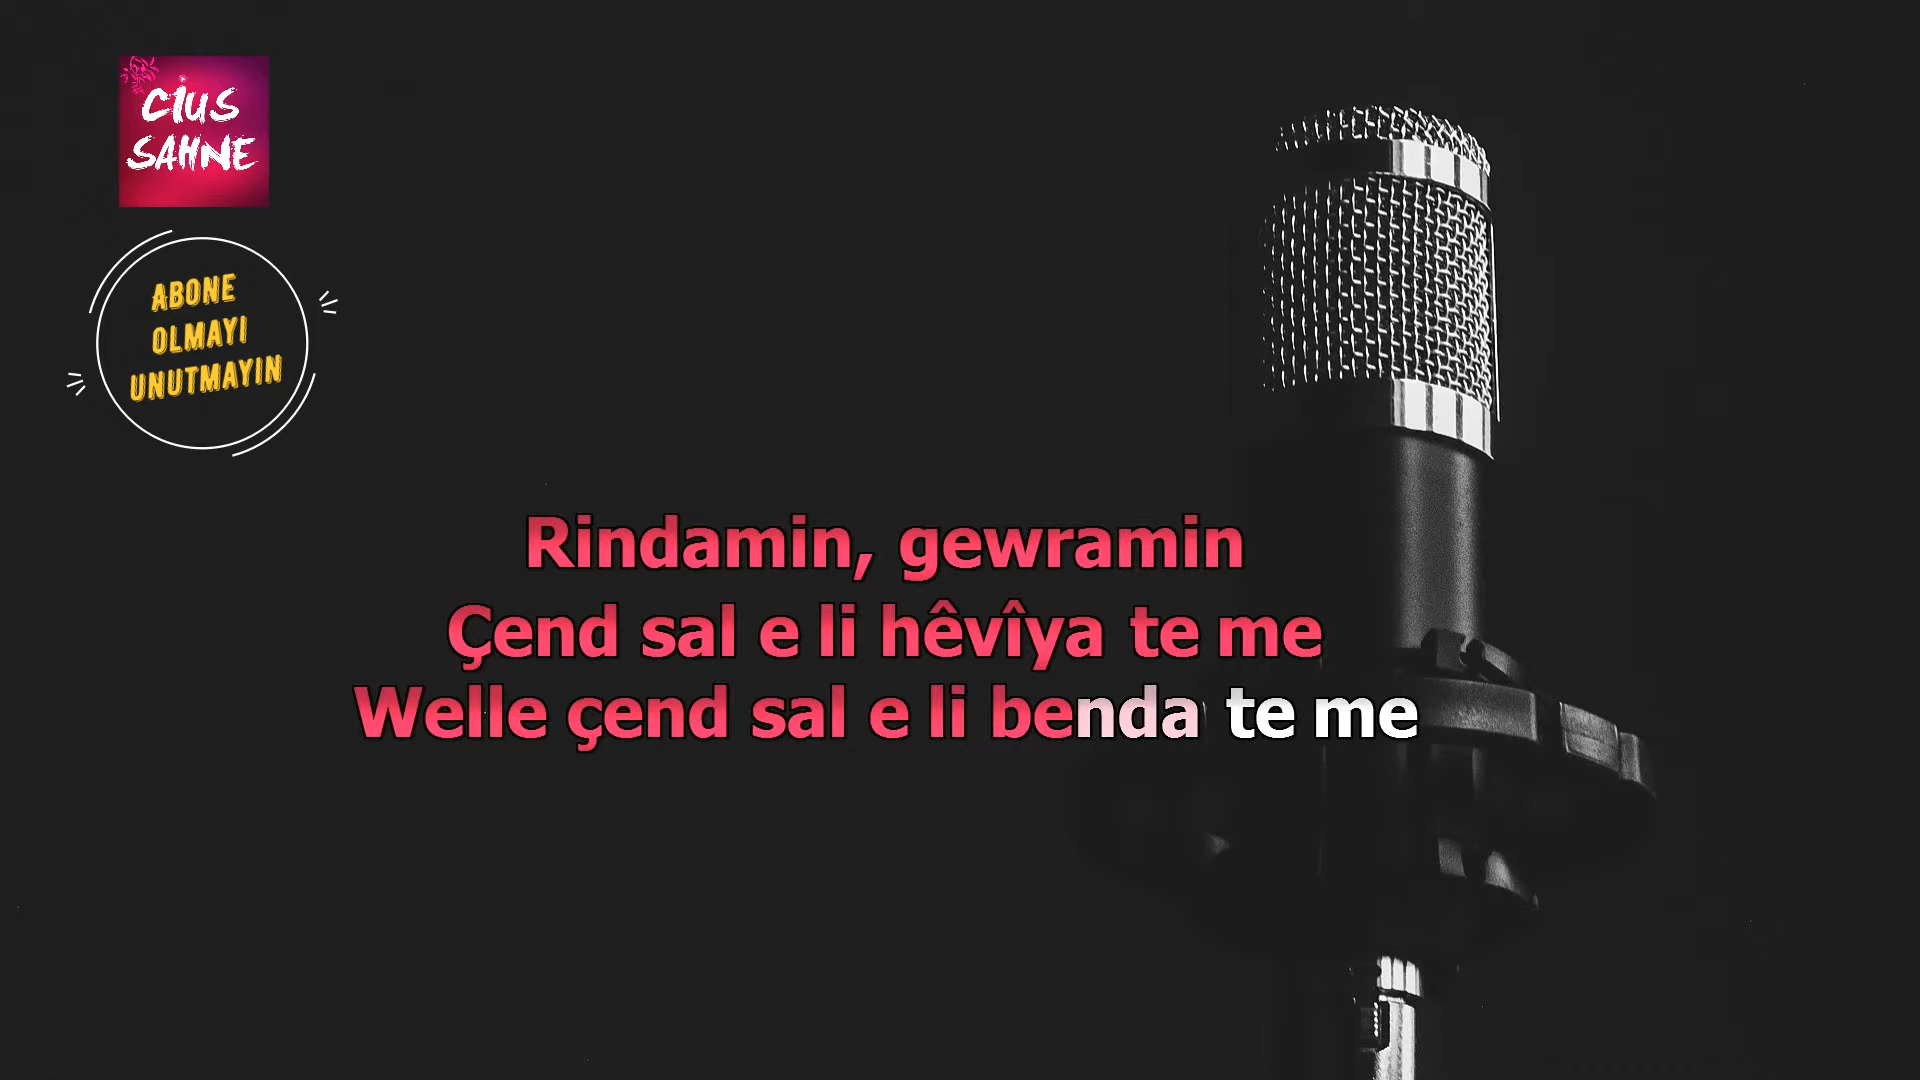 CİUS
SAHNE
ABONE
OLMAYI
UNUTMAYIN
Rindamin, gewramin
Çend sal e li hêvîya te me
Welle çend sal e li benda te me